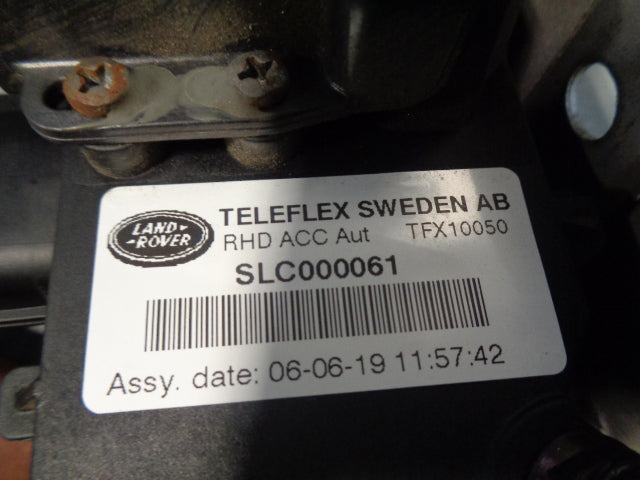 LAND
ROVER
TELEFLEX SWEDEN AB
RHD ACC Aut TFX10050
SLC000061
Assy. date: 06-06-19 11:57:42